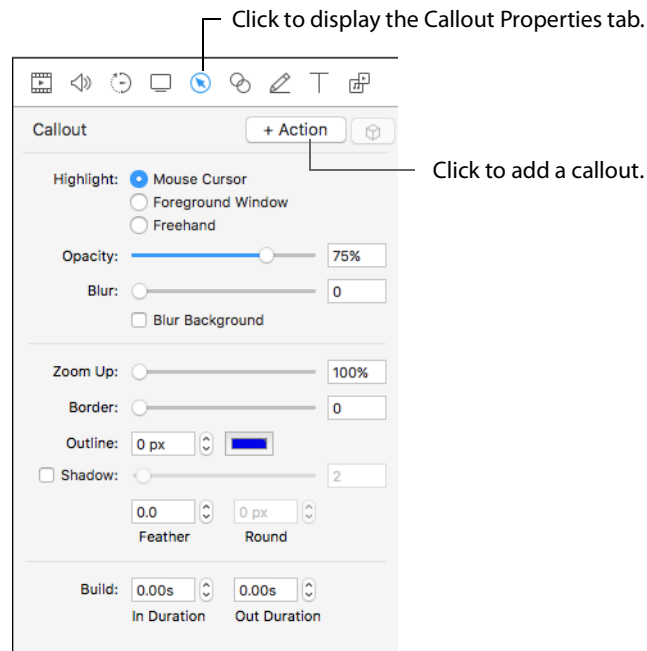 Click to display the Callout Properties tab.
T
Callout
+ Action
Click to add a callout.
Highlight: Mouse Cursor
Foreground Window
Freehand
Opacity: 75%
Blur: 0
Blur Background
Zoom Up: 100%
Border: 0
Outline: 0 px
Shadow: 2
0.0 0 px
Feather Round
Build: 0.00s 0.00s
In Duration Out Duration